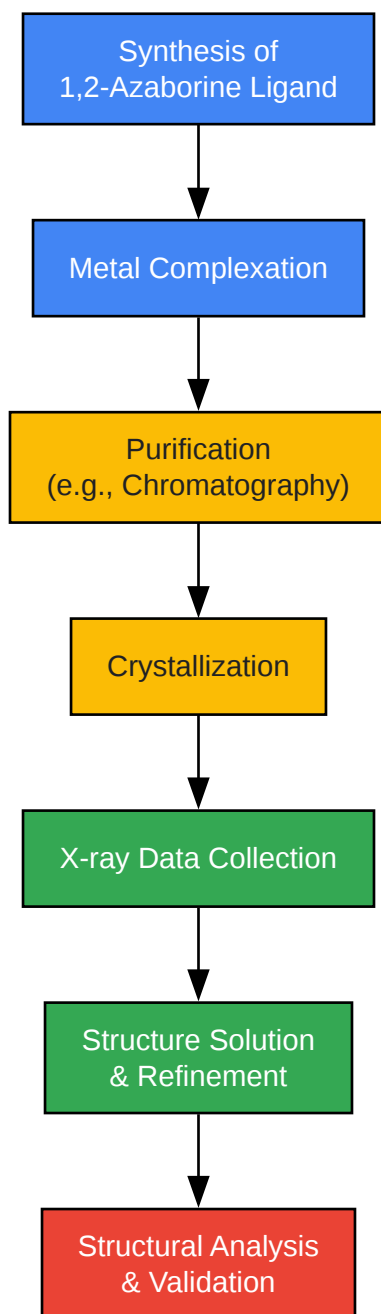 Synthesis of
1,2-Azaborine Ligand
Metal Complexation
Purification
(e.g., Chromatography)
Crystallization
X-ray Data Collection
Structure Solution
& Refinement
Structural Analysis
& Validation